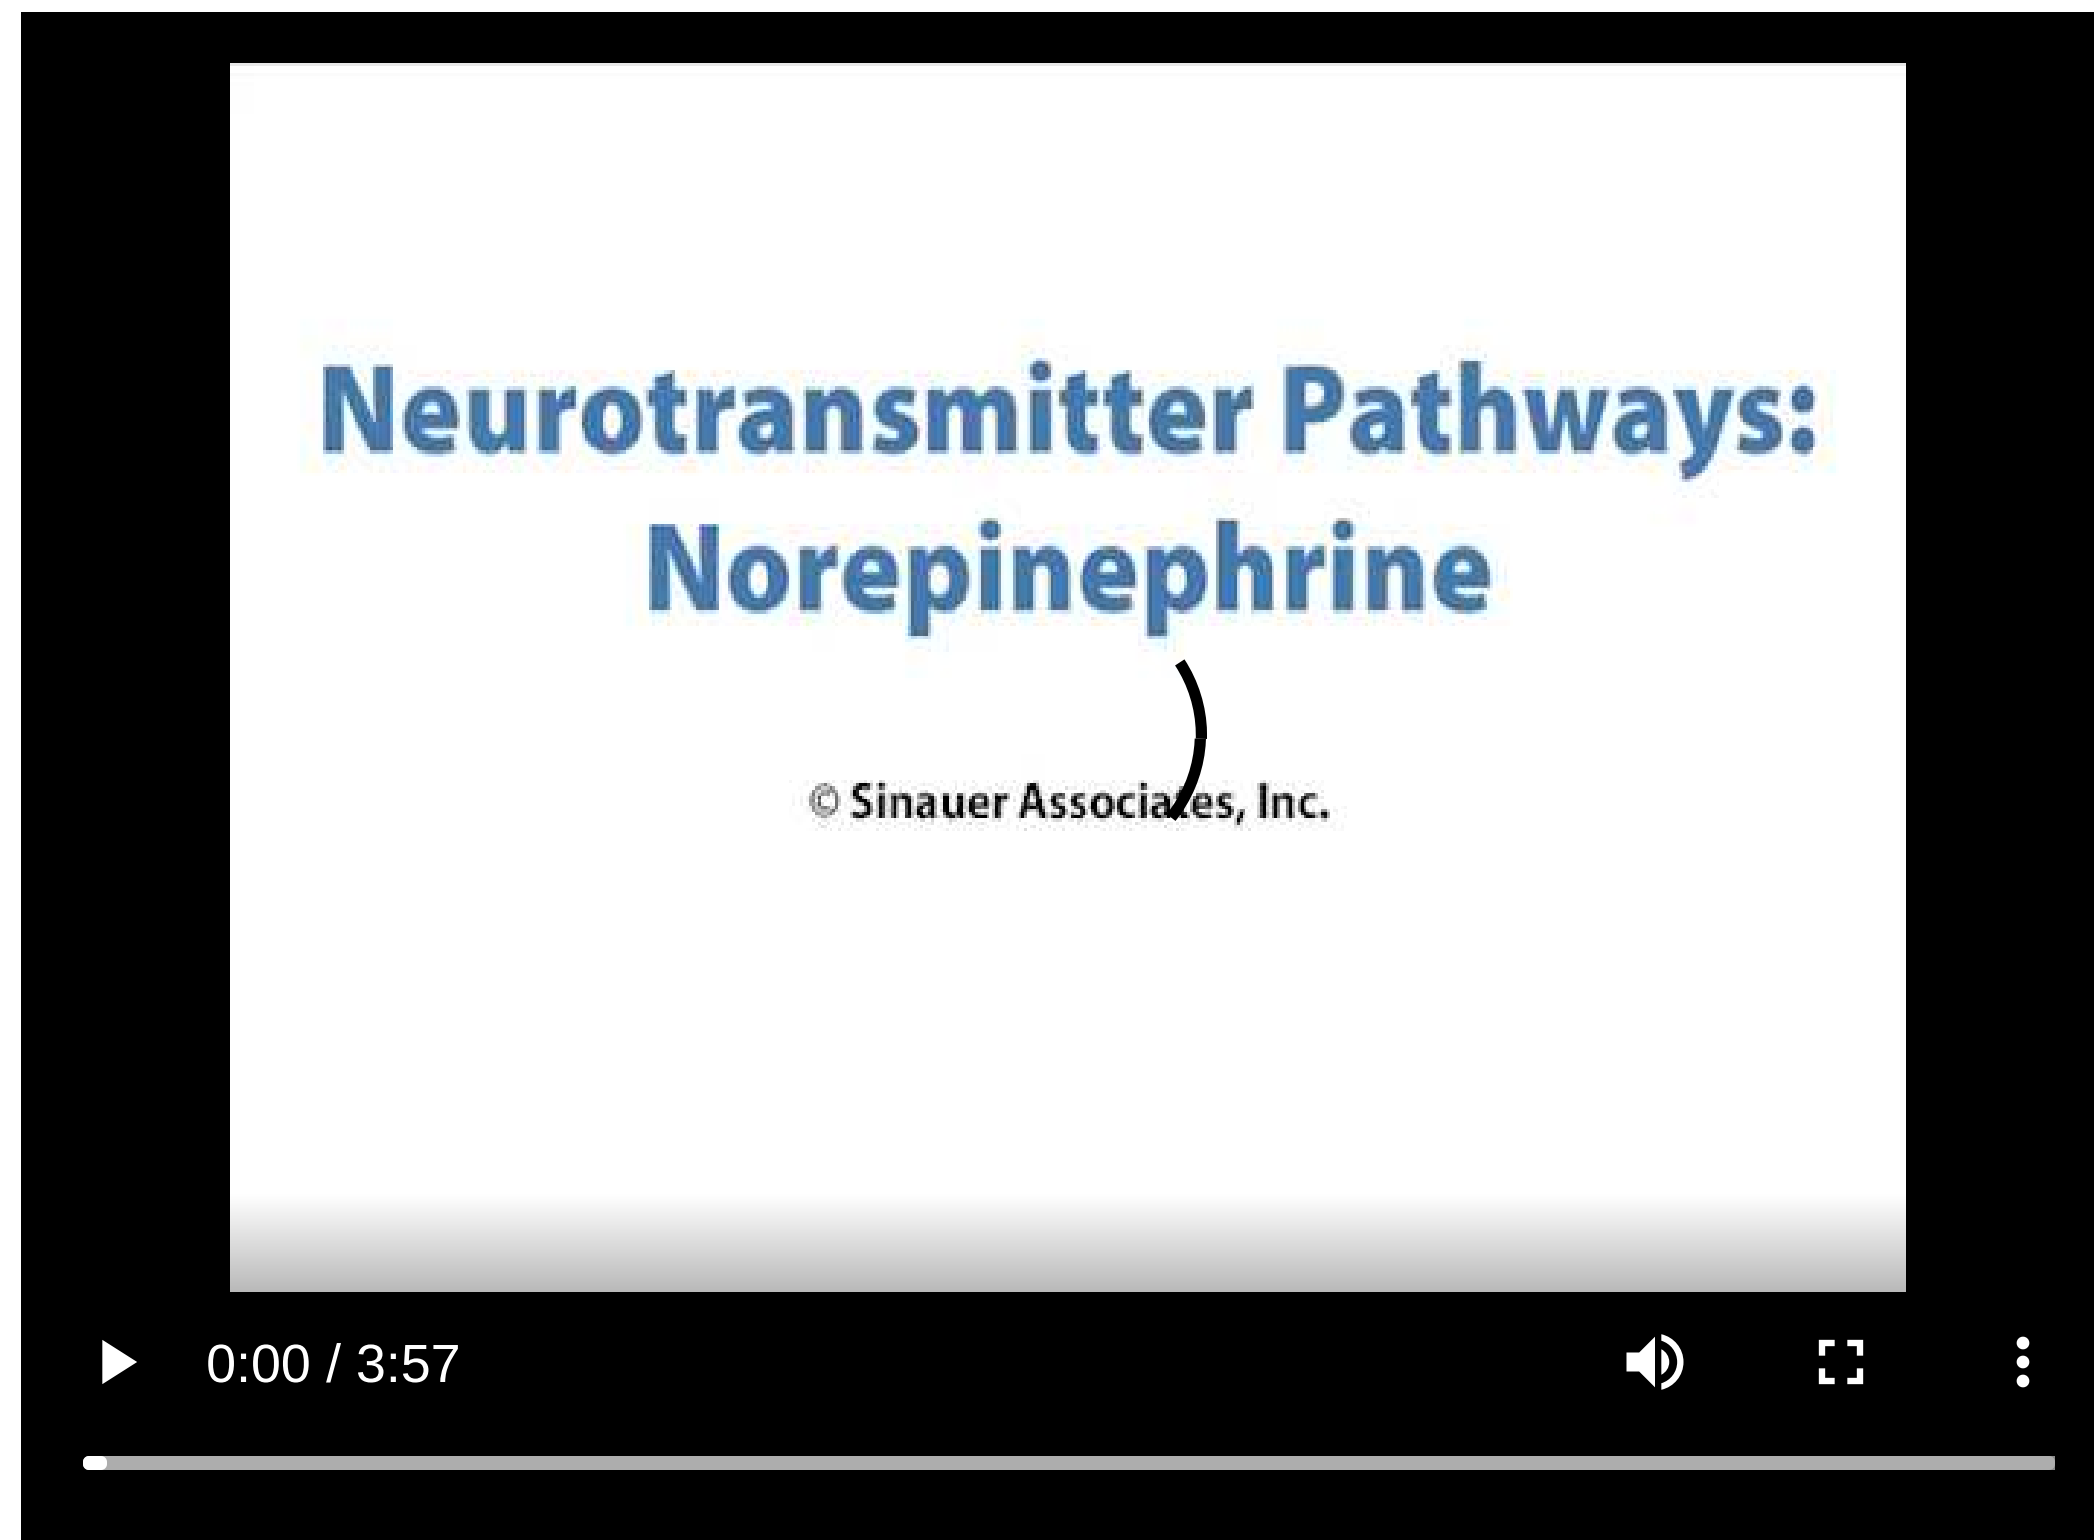 Neurotransmitter Pathways:
Norepinephrine
© Sinauer Associates, Inc.
0:00 / 3:57